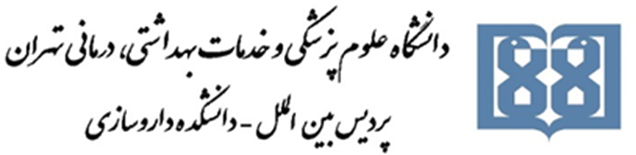 دانشگاه علوم پزشکی و خدمات بهداشتی، درمانی تهران
پردیس بین الملل - دانشکده داروسازی